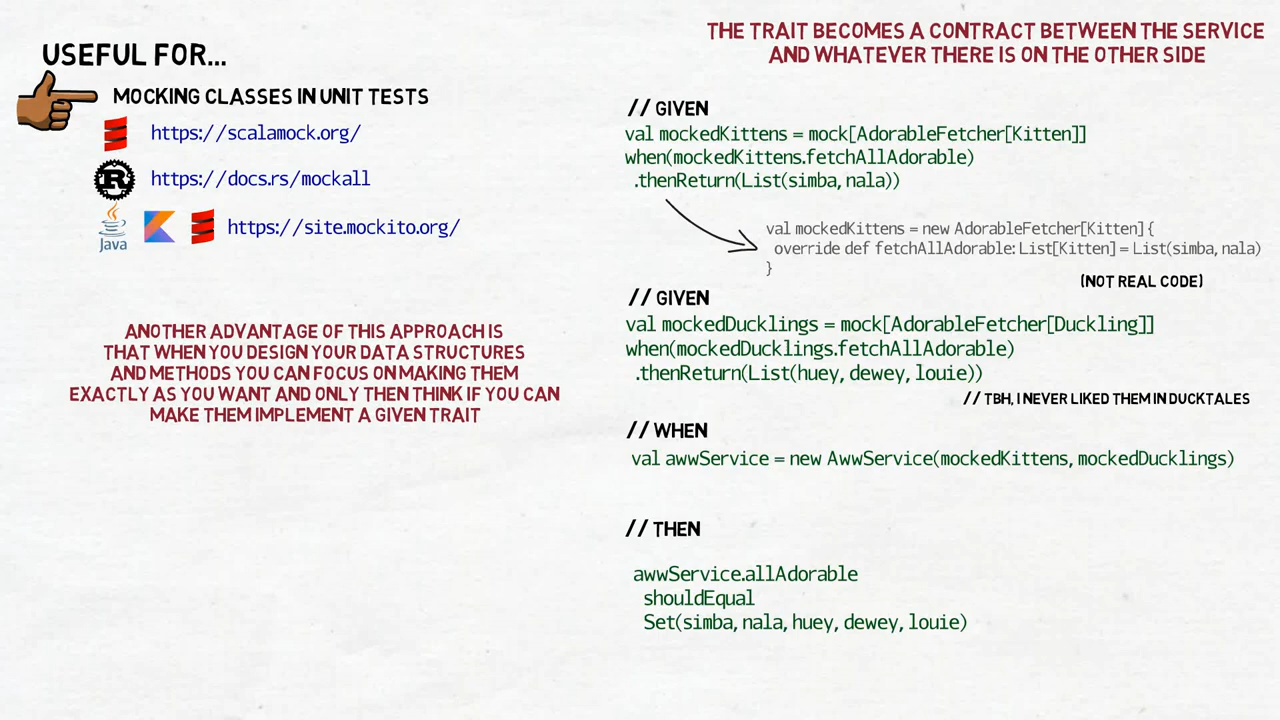 USEFUL FOR...
MOCKING CLASSES IN UNIT TESTS
https://scalamock.org/
R
https://docs.rs/mockall
Java
https://site.mockito.org/
ANOTHER ADVANTAGE OF THIS APPROACH IS
THAT WHEN YOU DESIGN YOUR DATA STRUCTURES
AND METHODS YOU CAN FOCUS ON MAKING THEM
EXACTLY AS YOU WANT AND ONLY THEN THINK IF YOU CAN
MAKE THEM IMPLEMENT A GIVEN TRAIT
THE TRAIT BECOMES A CONTRACT BETWEEN THE SERVICE
AND WHATEVER THERE IS ON THE OTHER SIDE
// GIVEN
val mockedKittens = mock[AdorableFetcher[Kitten]]
when(mockedKittens.fetchAllAdorable)
.thenReturn(List(simba, nala))
val mockedKittens = new AdorableFetcher[Kitten] {
override def fetchAllAdorable: List[Kitten] = List(simba, nala)
}
(NOT REAL CODE)
// GIVEN
val mockedDucklings = mock[AdorableFetcher[Duckling]]
when(mockedDucklings.fetchAllAdorable)
.thenReturn(List(huey, dewey, louie))
// TBH, I NEVER LIKED THEM IN DUCKTALES
// WHEN
val awwService = new AwwService(mockedKittens, mockedDucklings)
// THEN
awwService.allAdorable
shouldEqual
Set(simba, nala, huey, dewey, louie)